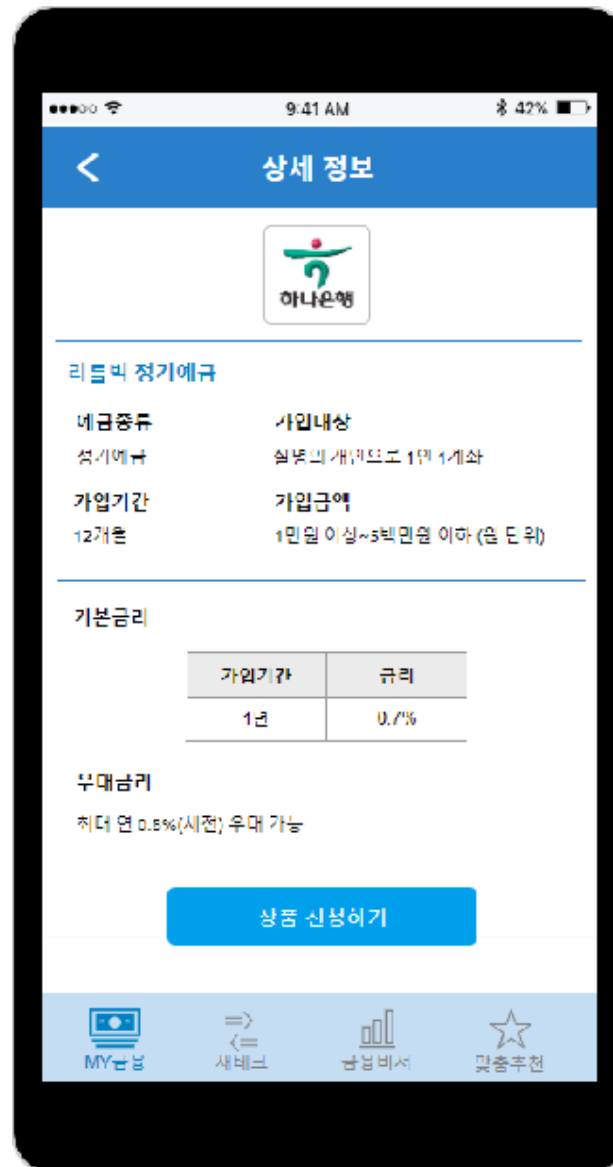 9:41 AM
42%
상세 정보
하나은행
리틀빅 정기예금
예금종류 가입대상
정기예금 실명의 개인으로 1인 1계좌
가입기간 가입금액
12개월 1만원 이상~5백만원 이하 (원 단위)
기본금리
가입기간 금리
1년 0.7%
우대금리
최대 연 (세전) 우대 가능
상품 신청하기
MY금융 재테크 금융비서 맞춤추천